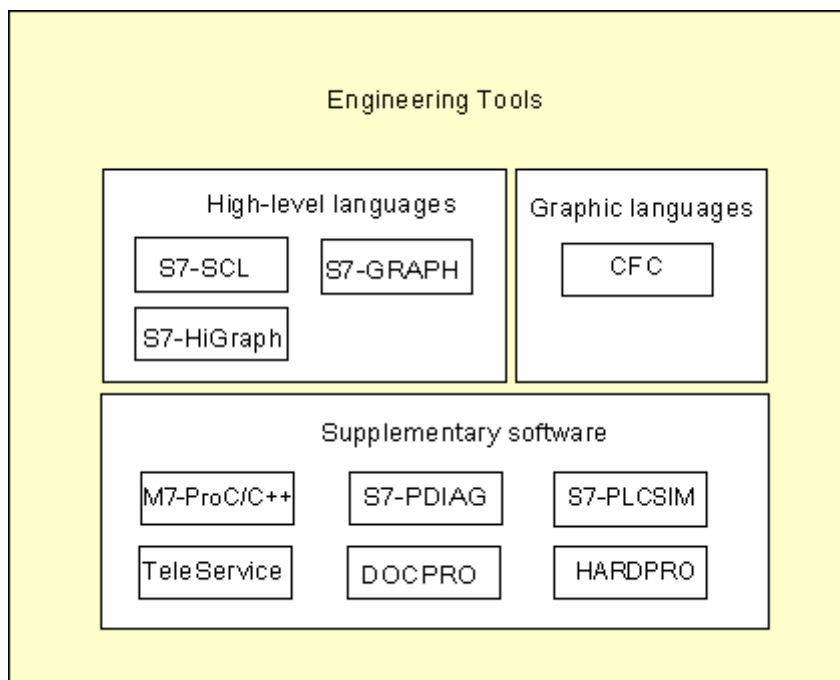 Engineering Tools
High-level languages
S7-SCL
S7-GRAPH
S7-HiGraph
Graphic languages
CFC
Supplementary software
M7-ProC/C++
S7-PDIAG
S7-PLCSIM
TeleService
DOCPRO
HARDPRO